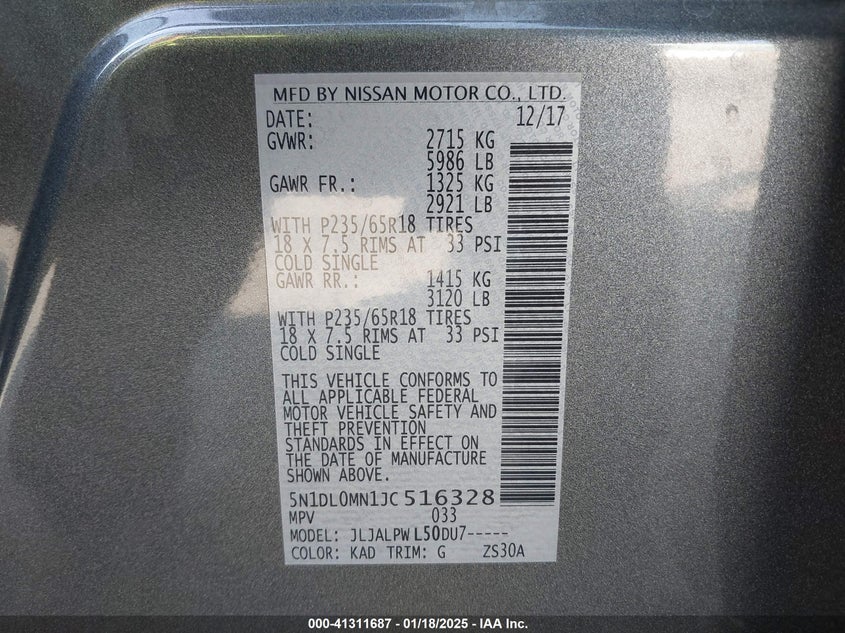 MFD BY NISSAN MOTOR CO., LTD.
DATE: 12/17
GVWR: 2715 KG
5986 LB
GAWR FR.: 1325 KG
2921 LB
WITH P235/65R18 TIRES
18 X 7.5 RIMS AT 33 PSI
COLD SINGLE
GAWR RR.: 1415 KG
3120 LB
WITH P235/65R18 TIRES
18 X 7.5 RIMS AT 33 PSI
COLD SINGLE
THIS VEHICLE CONFORMS TO
ALL APPLICABLE FEDERAL
MOTOR VEHICLE SAFETY AND
THEFT PREVENTION
STANDARDS IN EFFECT ON
THE DATE OF MANUFACTURE
SHOWN ABOVE.
5N1DL0MN1JC516328
MPV 033
MODEL: JLJALPWL50DU7-----
COLOR: KAD TRIM: G ZS30A
000-41311687 - 01/18/2025 - IAA Inc.